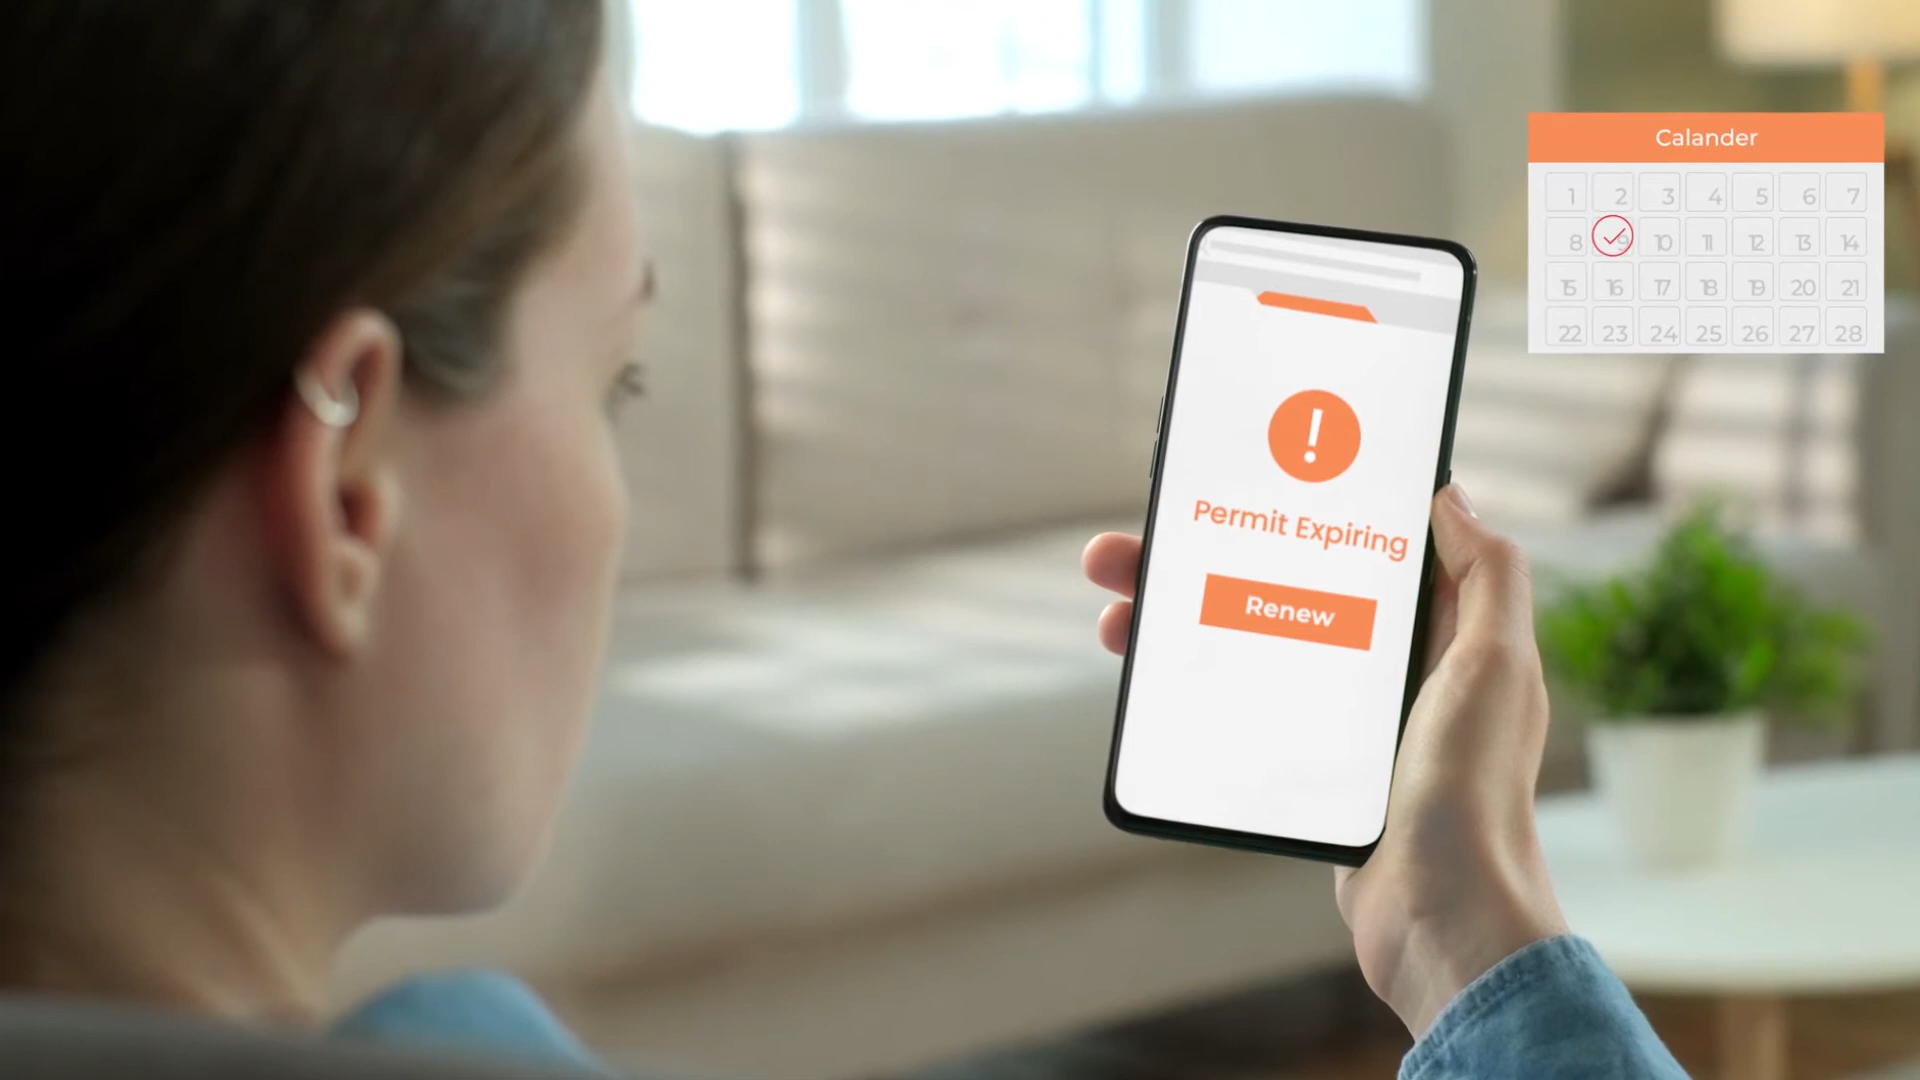 Calander
1 2 3 4 5 6 7
8 9 10 11 12 13 14
15 16 17 18 19 20 21
22 23 24 25 26 27 28
!
Permit Expiring
Renew